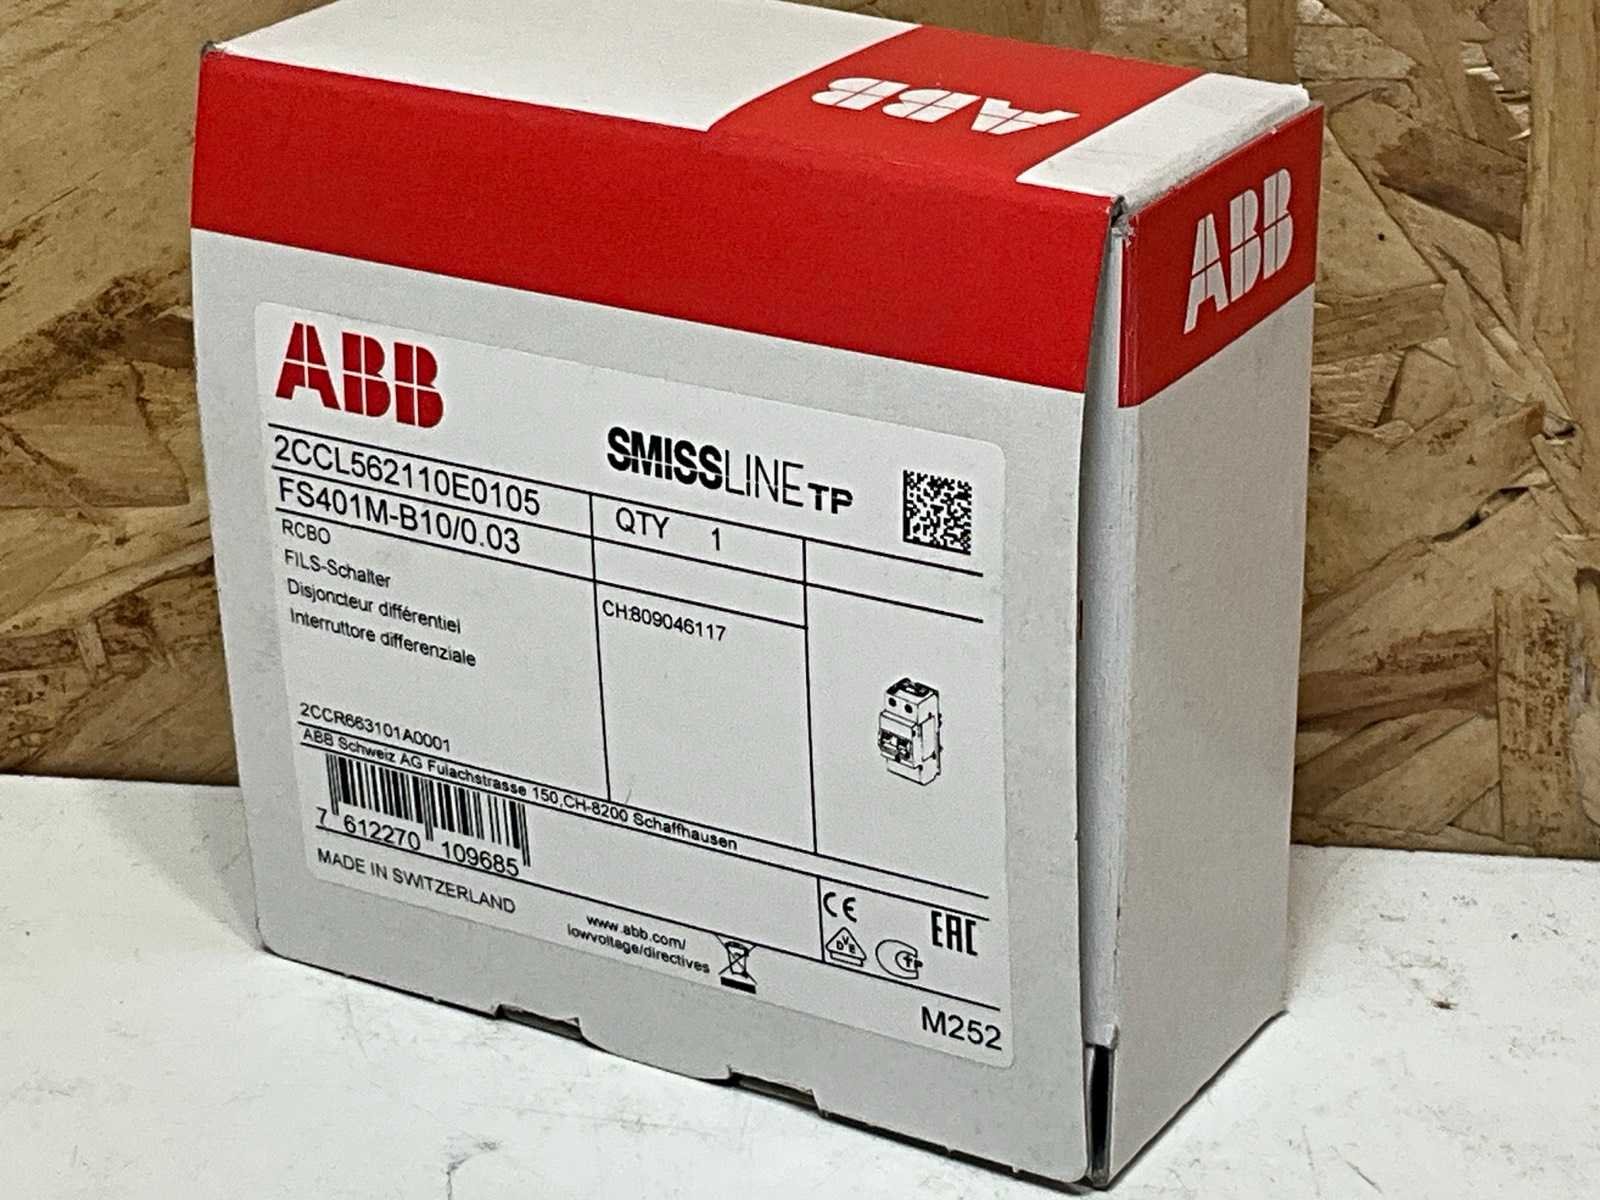 ABB
ABB
ABB
SMISSLINE TP
2CCL562110E0105
FS401M-B10/0.03
QTY 1
RCBO
FILS-Schalter
Disjoncteur différentiel
Interruttore differenziale
CH:809046117
2CCR663101A0001
ABB Schweiz AG Fulachstrasse 150,CH-8200 Schaffhausen
7 612270 109685
MADE IN SWITZERLAND
www.abb.com/
lowvoltage/directives
CE
EAC
DVE
M252